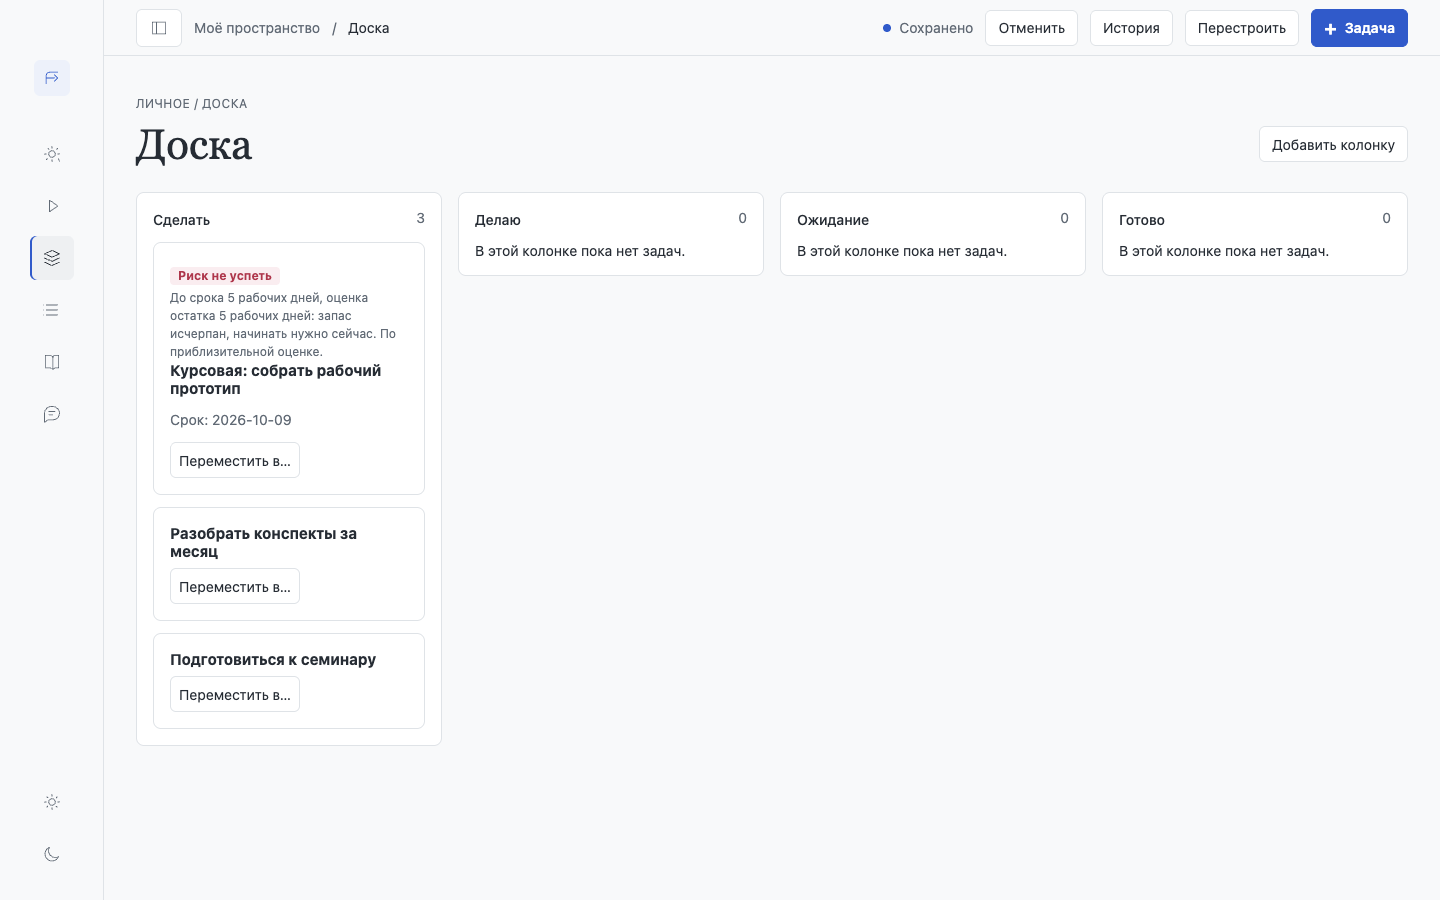 Моё пространство / Доска
Сохранено
Отменить
История
Перестроить
+ Задача
ЛИЧНОЕ / ДОСКА
Доска
Добавить колонку
Сделать 3
Риск не успеть
До срока 5 рабочих дней, оценка
остатка 5 рабочих дней: запас
исчерпан, начинать нужно сейчас. По
приблизительной оценке.
Курсовая: собрать рабочий
прототип
Срок: 2026-10-09
Переместить в...
Разобрать конспекты за
месяц
Переместить в...
Подготовиться к семинару
Переместить в...
Делаю 0
В этой колонке пока нет задач.
Ожидание 0
В этой колонке пока нет задач.
Готово 0
В этой колонке пока нет задач.